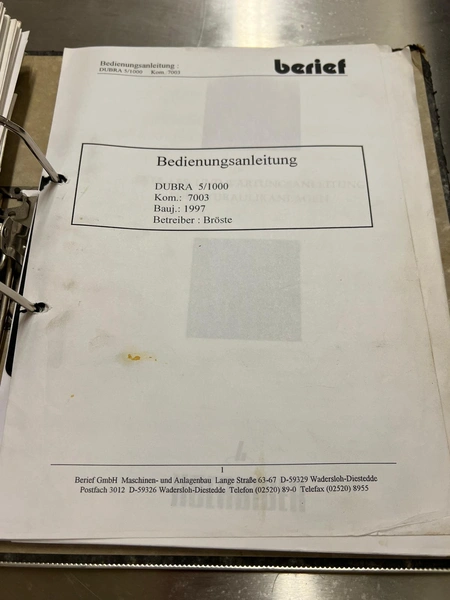 Bedienungsanleitung :
DUBRA 5/1000 Kom. 7003
berief
Bedienungsanleitung
DUBRA 5/1000
Kom.: 7003
Bauj.: 1997
Betreiber : Bröste
1
Berief GmbH Maschinen- und Anlagenbau Lange Straße 63-67 D-59329 Wadersloh-Diestedde
Postfach 3012 D-59326 Wadersloh-Diestedde Telefon (02520) 89-0 Telefax (02520) 8955